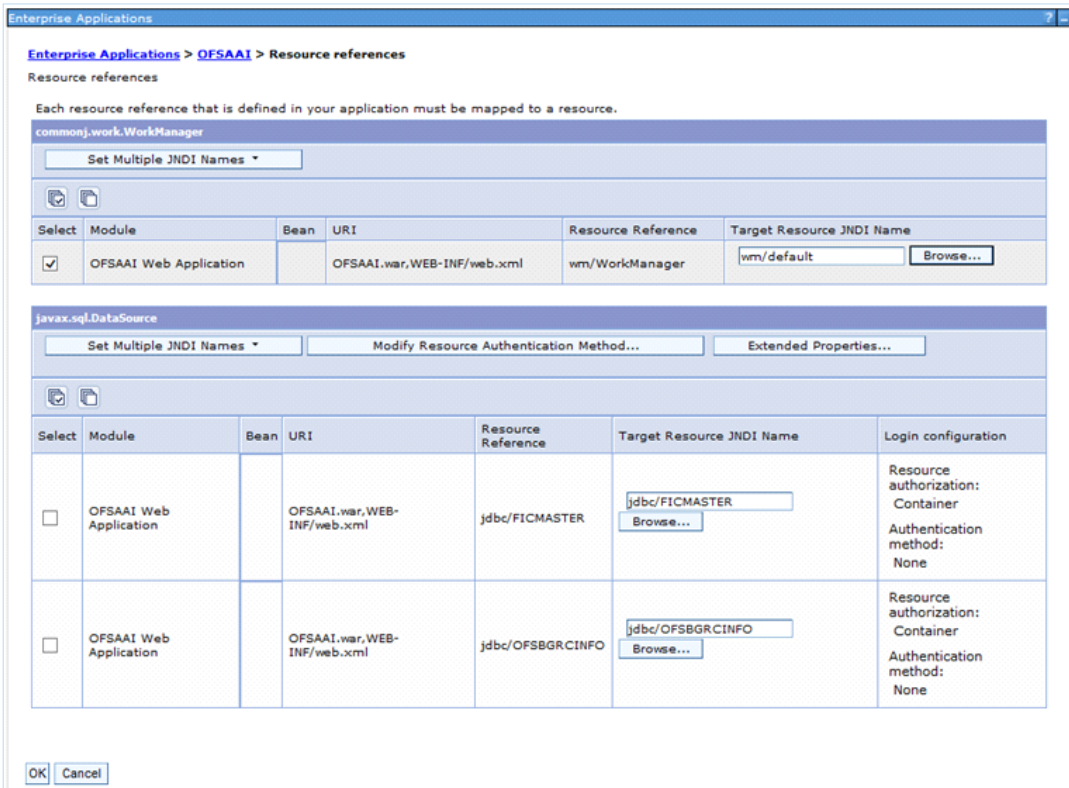 Enterprise Applications
?
Enterprise Applications > OFSAAI > Resource references
Resource references
Each resource reference that is defined in your application must be mapped to a resource.
commonj.work.WorkManager
Set Multiple JNDI Names
Select Module Bean URI Resource Reference Target Resource JNDI Name
OFSAAI Web Application OFSAAI.war,WEB-INF/web.xml wm/WorkManager wm/default Browse...
javax.sql.DataSource
Set Multiple JNDI Names Modify Resource Authentication Method... Extended Properties...
Select Module Bean URI Resource Reference Target Resource JNDI Name Login configuration
OFSAAI Web
Application
OFSAAI.war,WEB-
INF/web.xml
jdbc/FICMASTER
jdbc/FICMASTER
Browse...
Resource
authorization:
Container
Authentication
method:
None
OFSAAI Web
Application
OFSAAI.war,WEB-
INF/web.xml
jdbc/OFSBGRCINFO
jdbc/OFSBGRCINFO
Browse...
Resource
authorization:
Container
Authentication
method:
None
OK Cancel